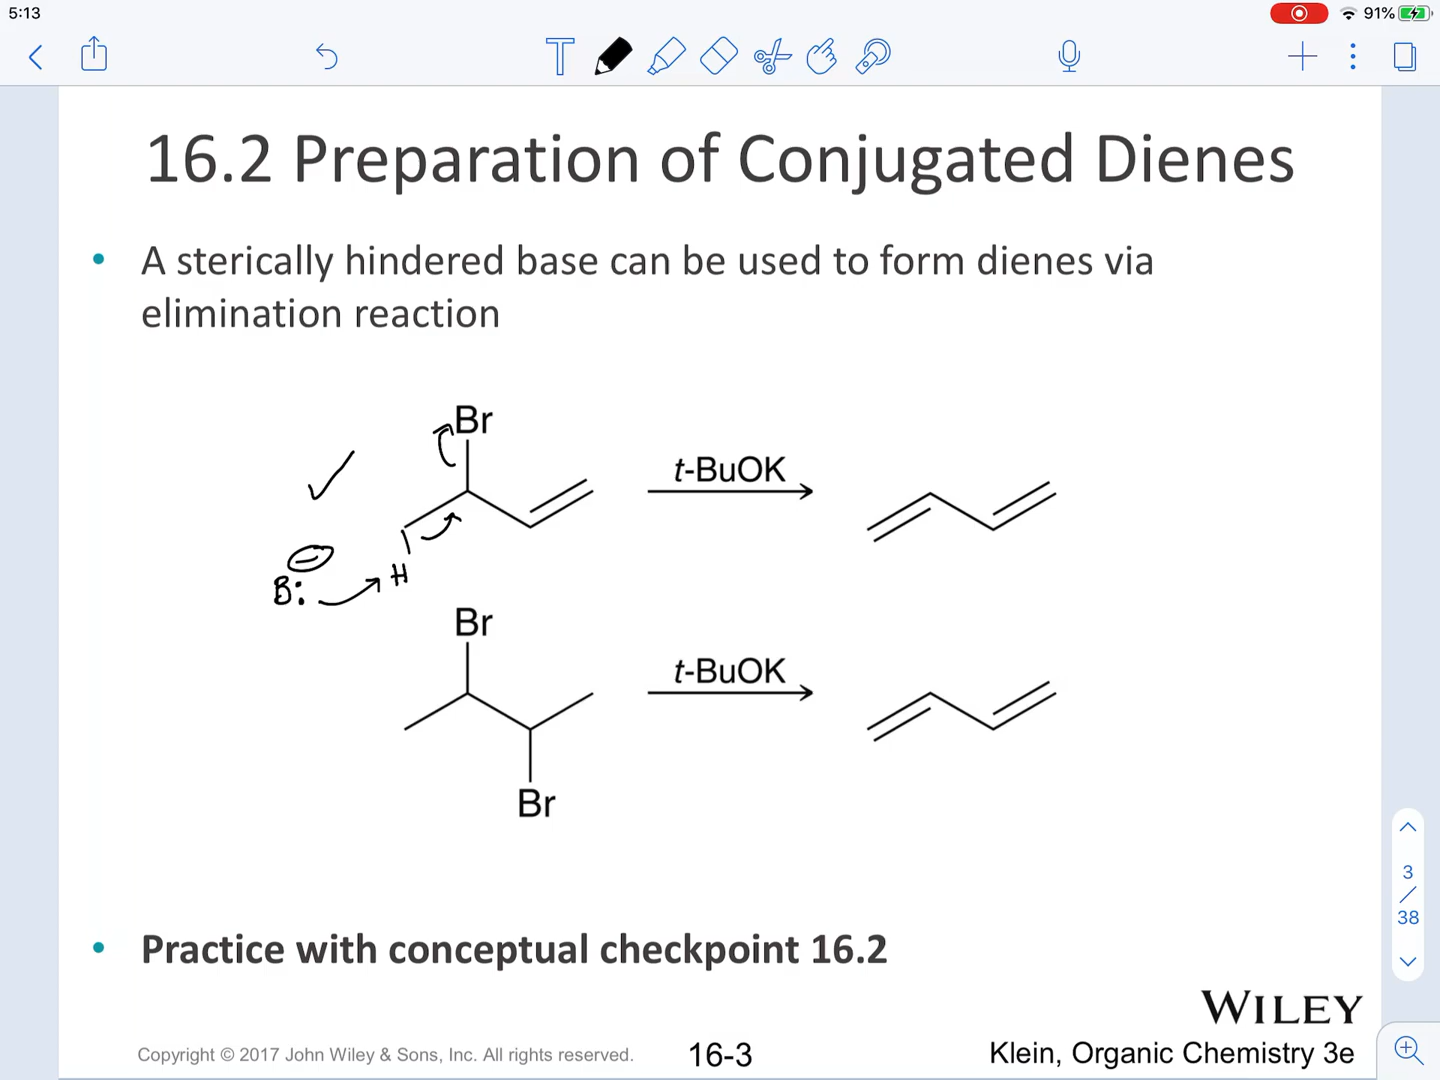 5:13
91%
T
16.2 Preparation of Conjugated Dienes
• A sterically hindered base can be used to form dienes via
elimination reaction
Br
t-BuOK
H
B:
Br
t-BuOK
Br
3
/
38
• Practice with conceptual checkpoint 16.2
WILEY
Copyright © 2017 John Wiley & Sons, Inc. All rights reserved.
16-3
Klein, Organic Chemistry 3e